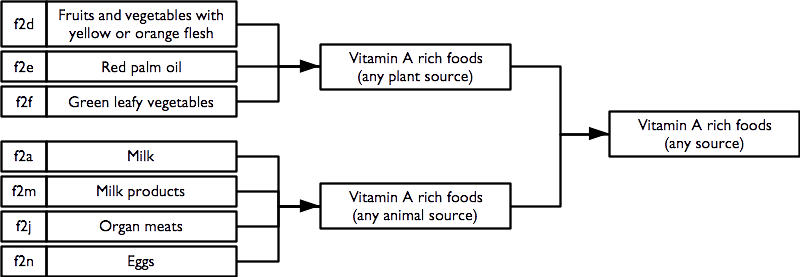 f2d
Fruits and vegetables with
yellow or orange flesh
f2e
Red palm oil
f2f
Green leafy vegetables
Vitamin A rich foods
(any plant source)
f2a
Milk
f2m
Milk products
f2j
Organ meats
f2n
Eggs
Vitamin A rich foods
(any animal source)
Vitamin A rich foods
(any source)